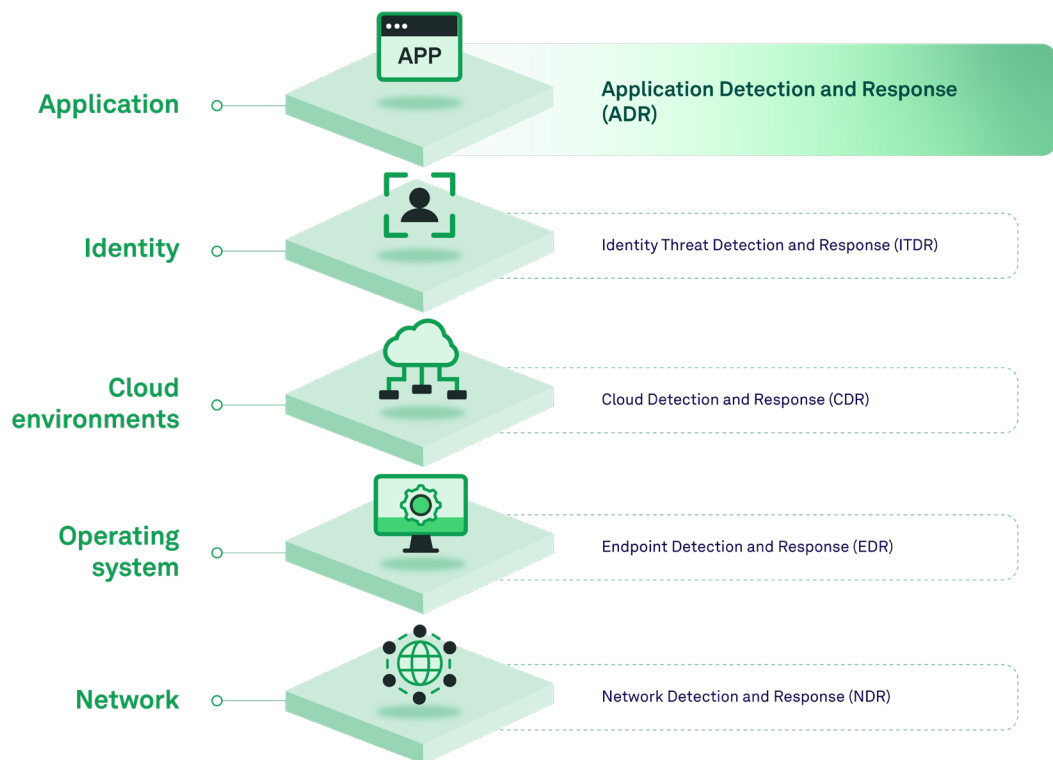 APP
Application
Application Detection and Response
(ADR)
Identity
Identity Threat Detection and Response (ITDR)
Cloud
environments
Cloud Detection and Response (CDR)
Operating
system
Endpoint Detection and Response (EDR)
Network
Network Detection and Response (NDR)